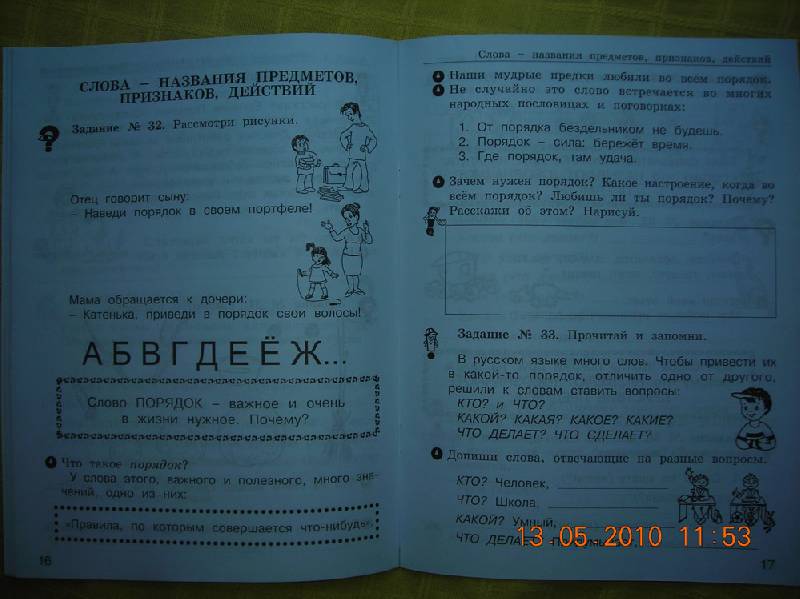 СЛОВА – НАЗВАНИЯ ПРЕДМЕТОВ,
ПРИЗНАКОВ, ДЕЙСТВИЙ
Задание № 32. Рассмотри рисунки.
Отец говорит сыну:
– Наведи порядок в своем портфеле!
Мама обращается к дочери:
– Катенька, приведи в порядок свои волосы!
А Б В Г Д Е Ё Ж...
Слово ПОРЯДОК – важное и очень
в жизни нужное. Почему?
Что такое порядок?
У слова этого, важного и полезного, много зна-
чений, одно из них:
«Правила, по которым совершается что-нибудь».
16
Слова – названия предметов, признаков, действий
Наши мудрые предки любили во всём порядок.
Не случайно это слово встречается во многих
народных пословицах и поговорках:
1. От порядка бездельником не будешь.
2. Порядок – сила: бережёт время.
3. Где порядок, там удача.
Зачем нужен порядок? Какое настроение, когда во
всём порядок? Любишь ли ты порядок? Почему?
Расскажи об этом? Нарисуй.
Задание № 33. Прочитай и запомни.
В русском языке много слов. Чтобы привести их
в какой-то порядок, отличить одно от другого,
решили к словам ставить вопросы:
КТО? и ЧТО?
КАКОЙ? КАКАЯ? КАКОЕ? КАКИЕ?
ЧТО ДЕЛАЕТ? ЧТО СДЕЛАЕТ?
Допиши слова, отвечающие на разные вопросы.
КТО? Человек,
ЧТО? Школа,
КАКОЙ? Умный,
ЧТО ДЕЛАЕТ?
13 05 2010 11:53
17